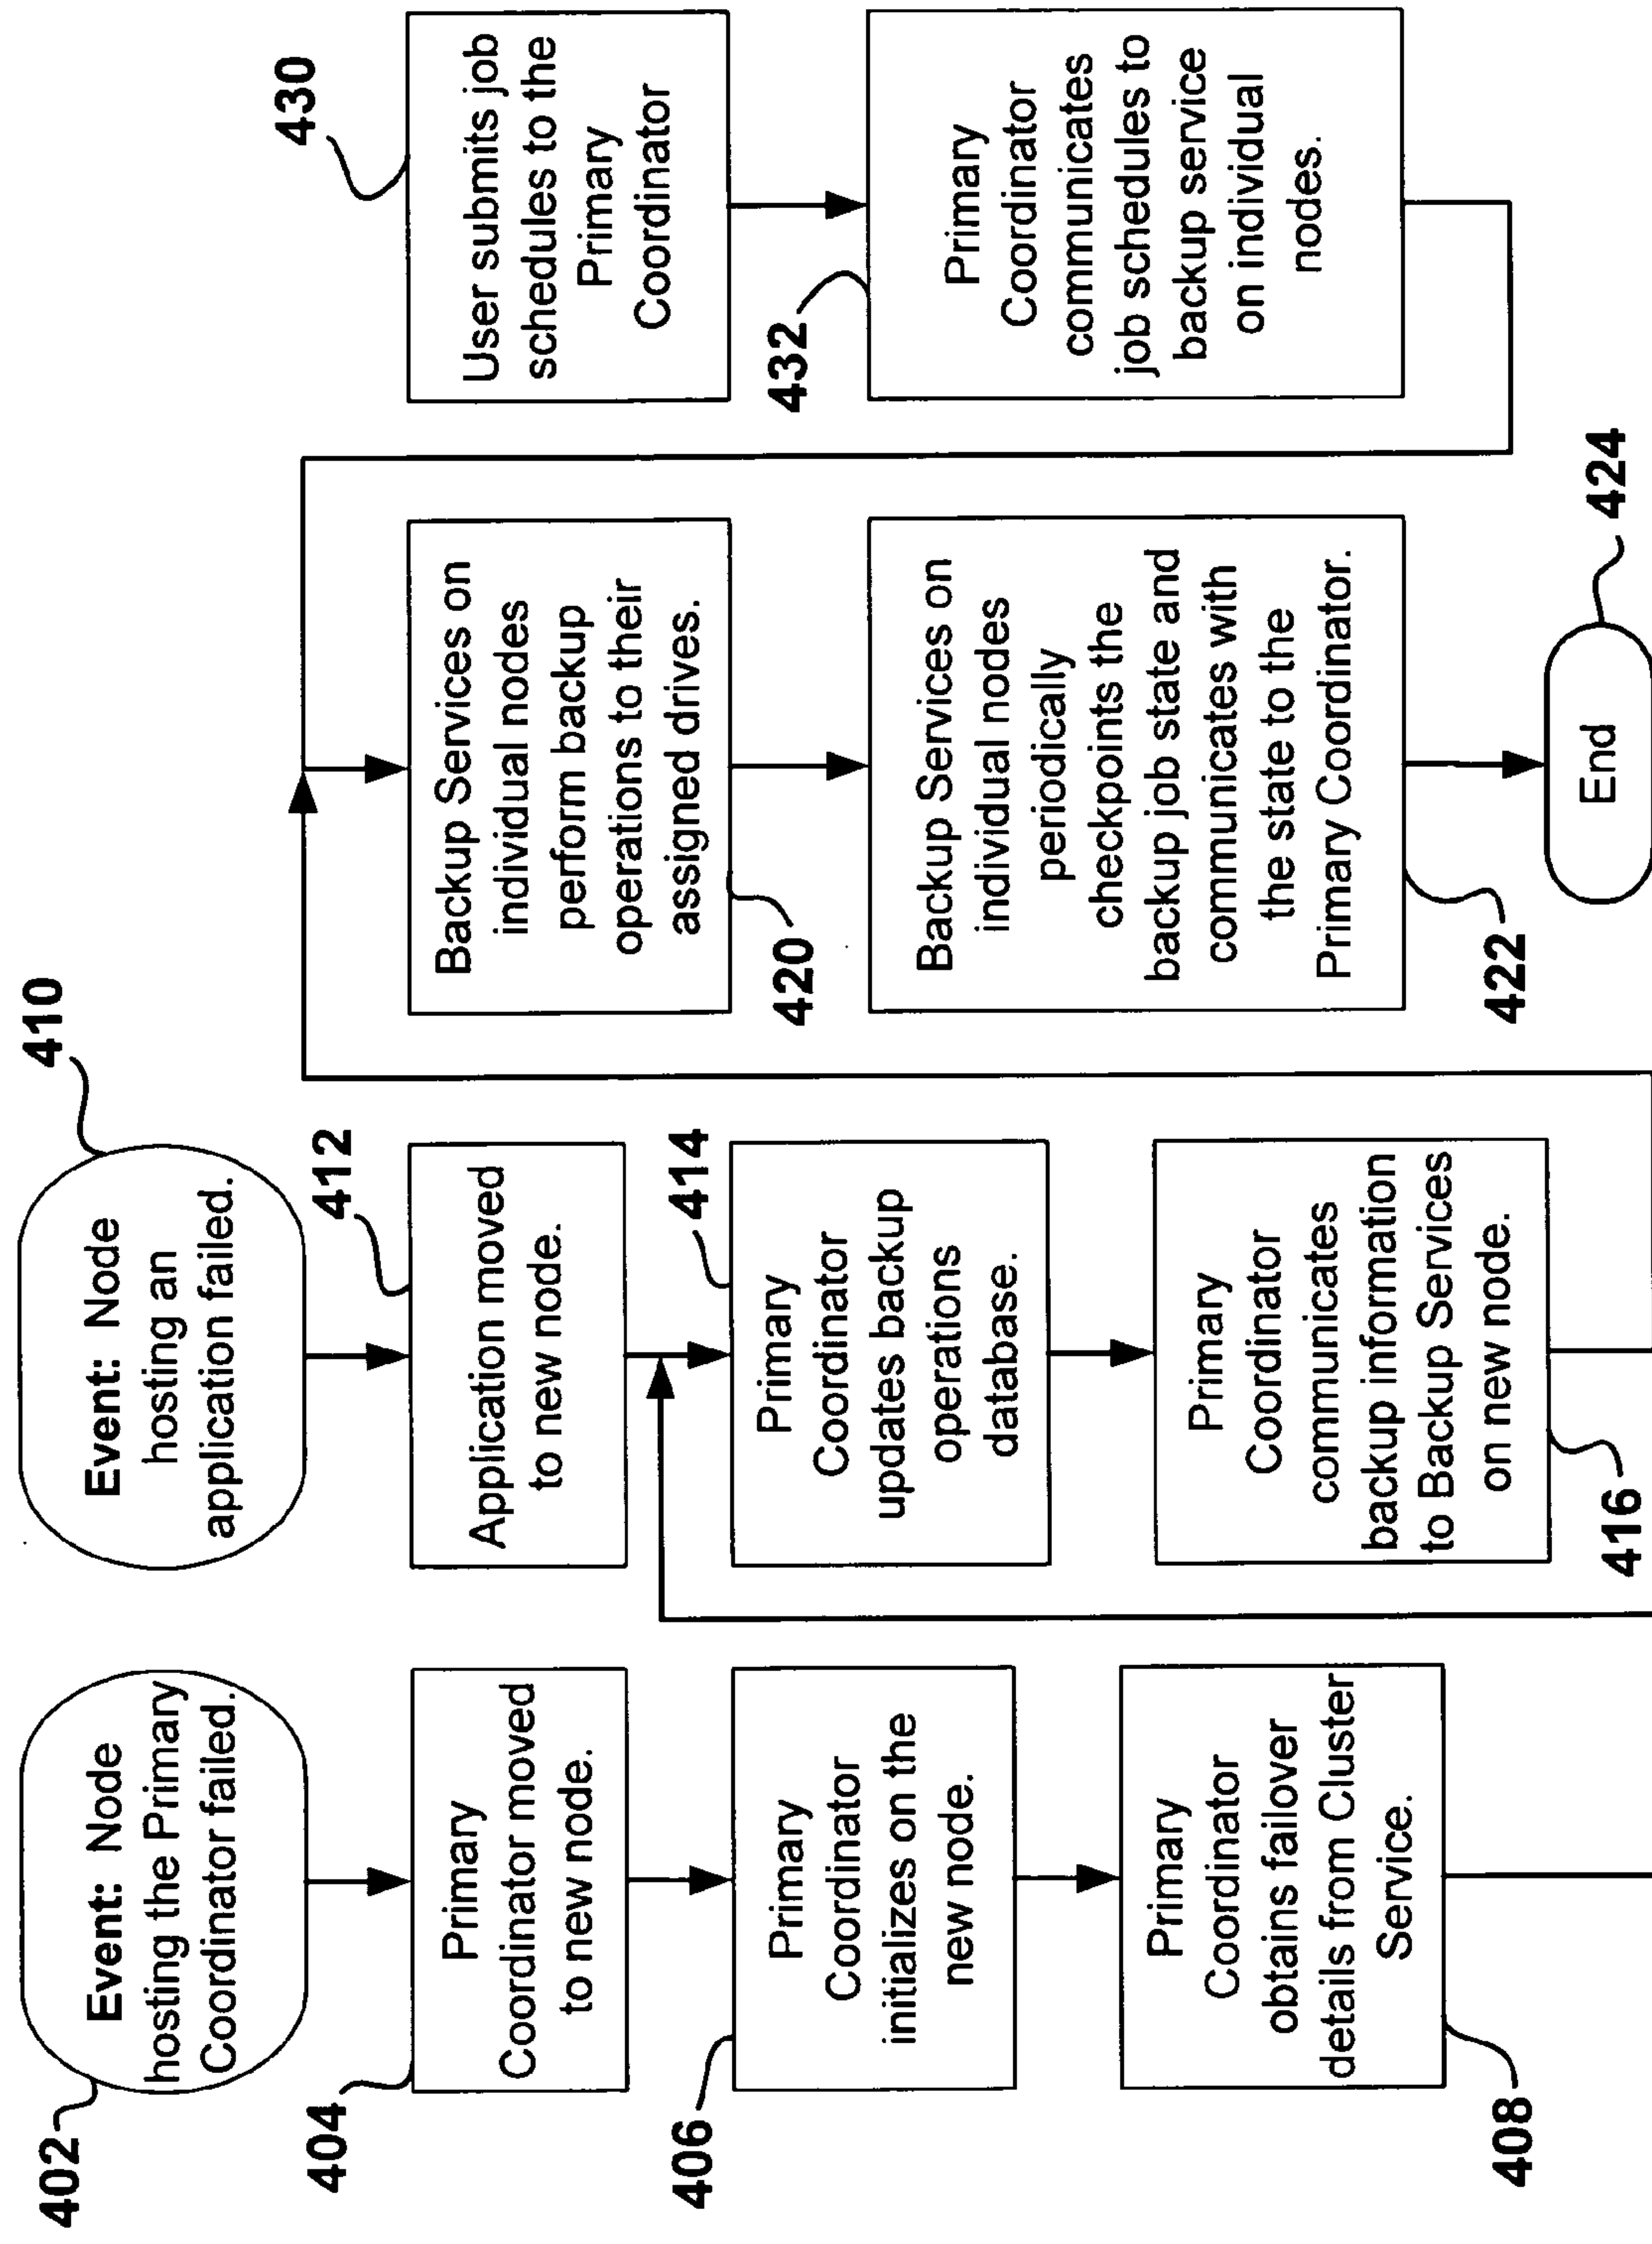 402
Event: Node
hosting the Primary
Coordinator failed.
404
Primary
Coordinator moved
to new node.
406
Primary
Coordinator
initializes on the
new node.
408
Primary
Coordinator
obtains failover
details from Cluster
Service.
410
Event: Node
hosting an
application failed.
412
Application moved
to new node.
414
Primary
Coordinator
updates backup
operations
database.
Primary
Coordinator
communicates
backup information
to Backup Services
on new node.
416
Backup Services on
individual nodes
perform backup
operations to their
assigned drives.
420
Backup Services on
individual nodes
periodically
checkpoints the
backup job state and
communicates with
the state to the
Primary Coordinator.
422
End
424
430
User submits job
schedules to the
Primary
Coordinator
432
Primary
Coordinator
communicates
job schedules to
backup service
on individual
nodes.